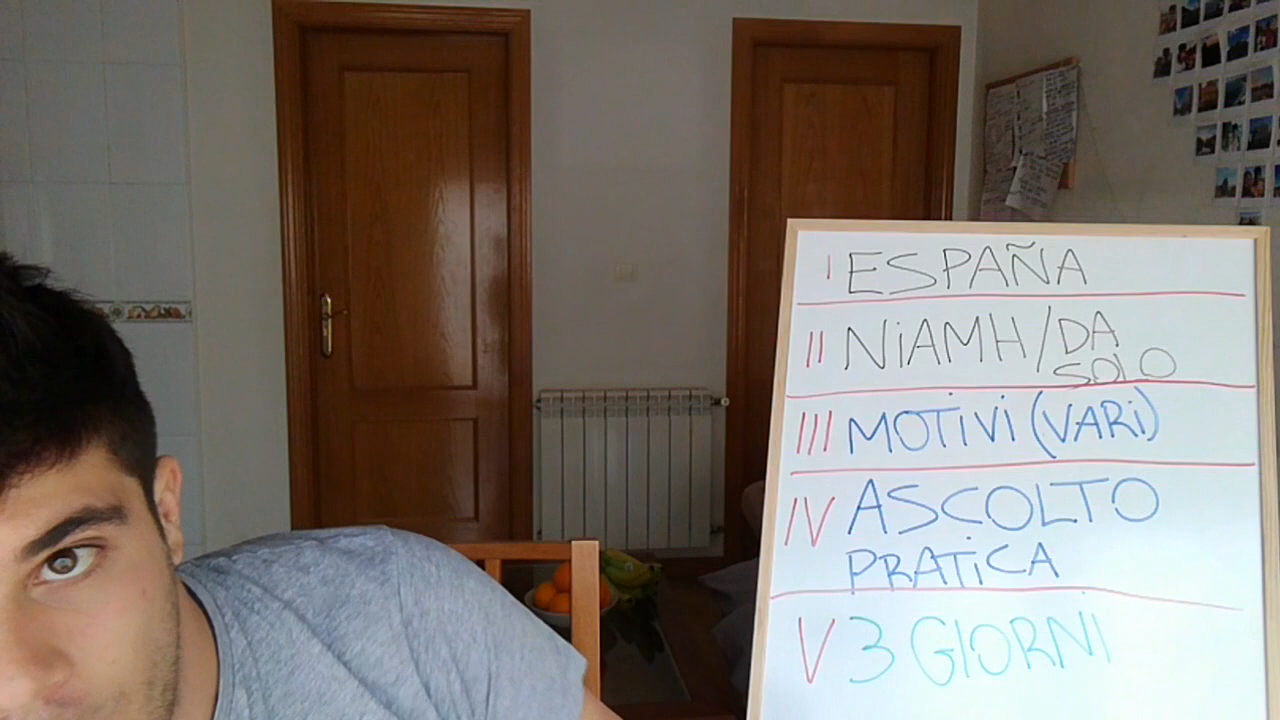 I ESPAÑA
II NiAMH/DA
SOLO
III MOTiVi (VARi)
IV ASCOLTO
PRATiCA
V 3 GIORNI